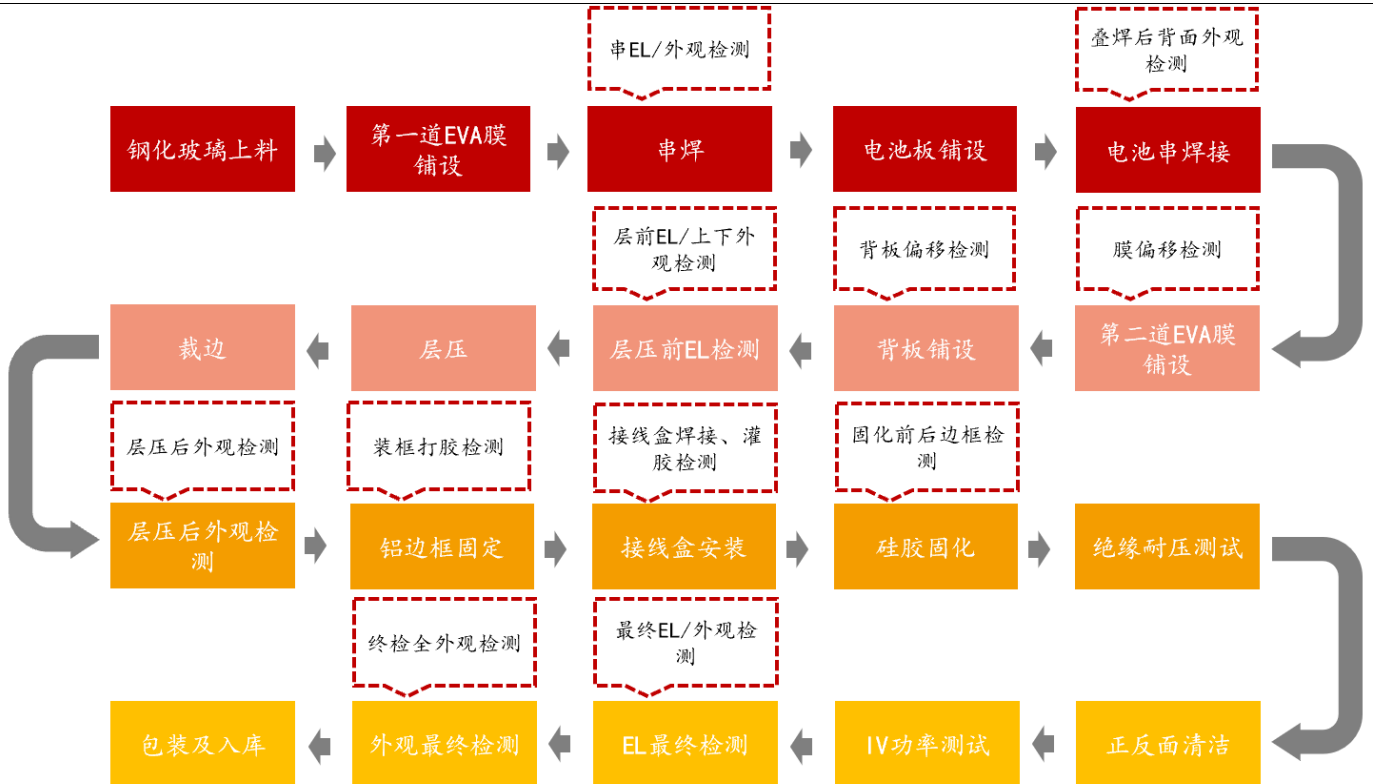 串EL/外观检测
叠焊后背面外观
检测
钢化玻璃上料
第一道EVA膜
铺设
串焊
电池板铺设
电池串焊接
层前EL/上下外
观检测
背板偏移检测
膜偏移检测
裁边
层压
层压前EL检测
背板铺设
第二道EVA膜
铺设
层压后外观检测
装框打胶检测
接线盒焊接、灌
胶检测
固化前后边框检
测
层压后外观检
测
铝边框固定
接线盒安装
硅胶固化
绝缘耐压测试
终检全外观检测
最终EL/外观检
测
包装及入库
外观最终检测
EL最终检测
IV功率测试
正反面清洁